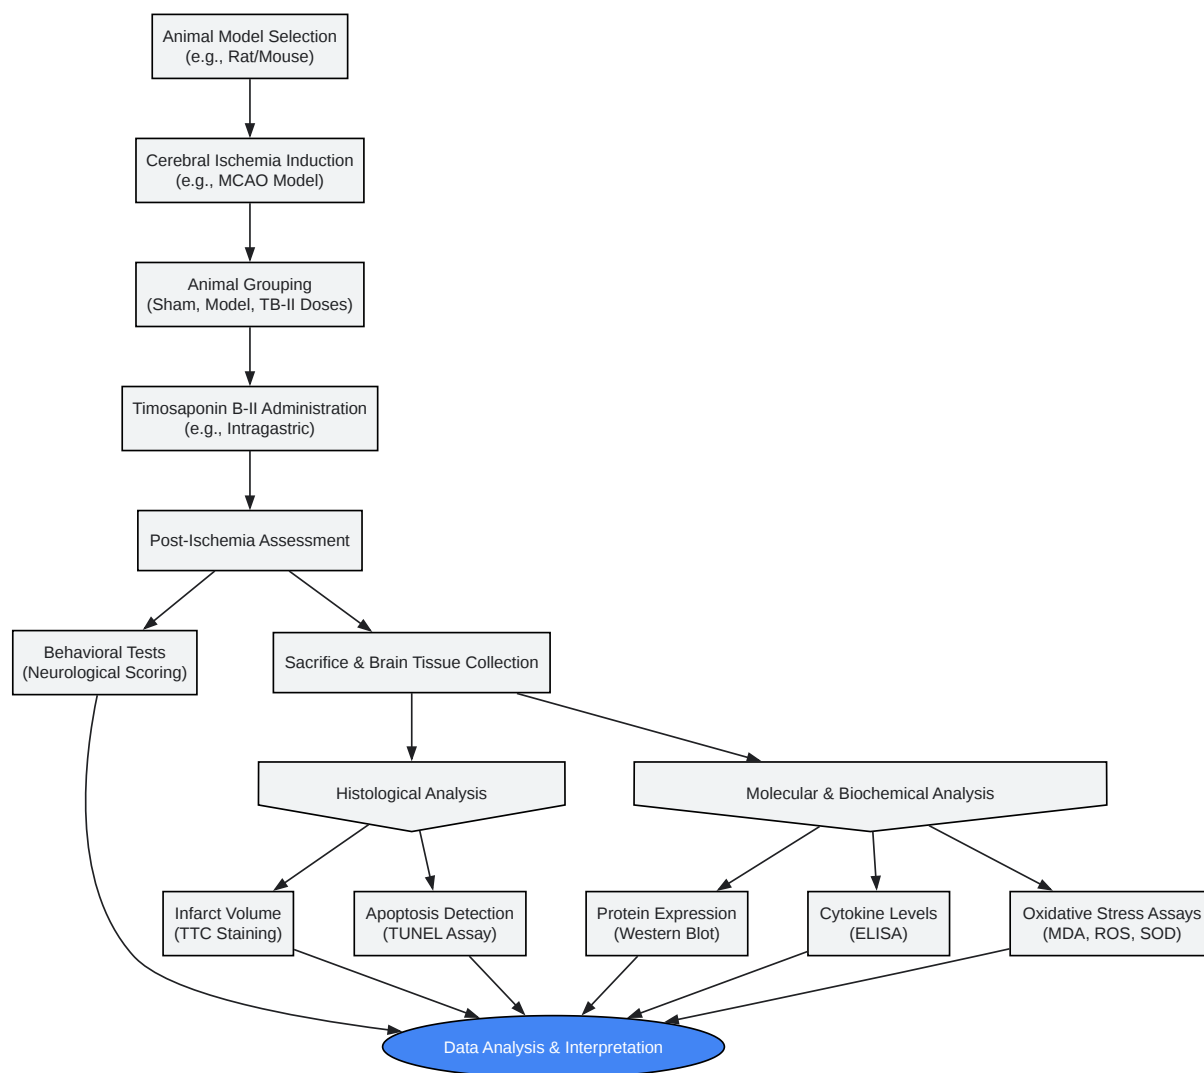 Animal Model Selection
(e.g., Rat/Mouse)
Cerebral Ischemia Induction
(e.g., MCAO Model)
Animal Grouping
(Sham, Model, TB-II Doses)
Timosaponin B-II Administration
(e.g., Intragastric)
Post-Ischemia Assessment
Behavioral Tests
(Neurological Scoring)
Sacrifice & Brain Tissue Collection
Histological Analysis
Molecular & Biochemical Analysis
Infarct Volume
(TTC Staining)
Apoptosis Detection
(TUNEL Assay)
Protein Expression
(Western Blot)
Cytokine Levels
(ELISA)
Oxidative Stress Assays
(MDA, ROS, SOD)
Data Analysis & Interpretation